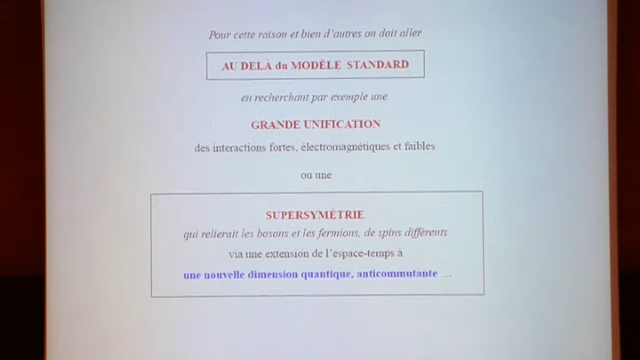 Pour cette raison et bien d'autres on doit aller
AU DELÀ du MODÈLE STANDARD
en recherchant par exemple une
GRANDE UNIFICATION
des interactions fortes, électromagnétiques et faibles
ou une
SUPERSYMÉTRIE
qui relierait les bosons et les fermions, de spins différents
via une extension de l'espace-temps à
une nouvelle dimension quantique, anticommutante ....